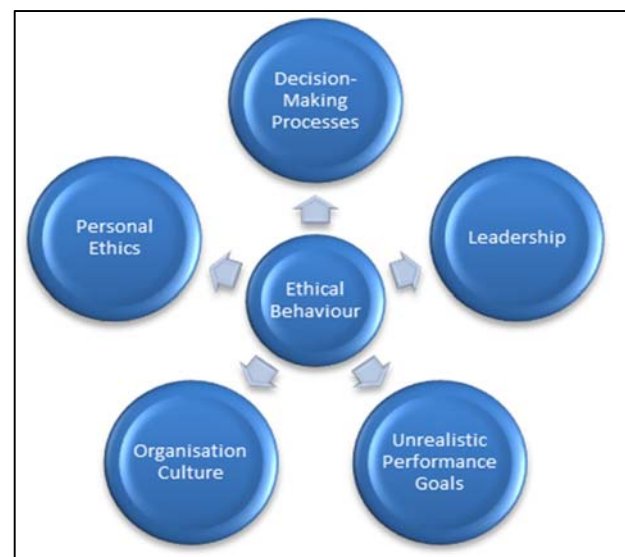 Decision-
Making
Processes
Personal
Ethics
Leadership
Ethical
Behaviour
Organisation
Culture
Unrealistic
Performance
Goals